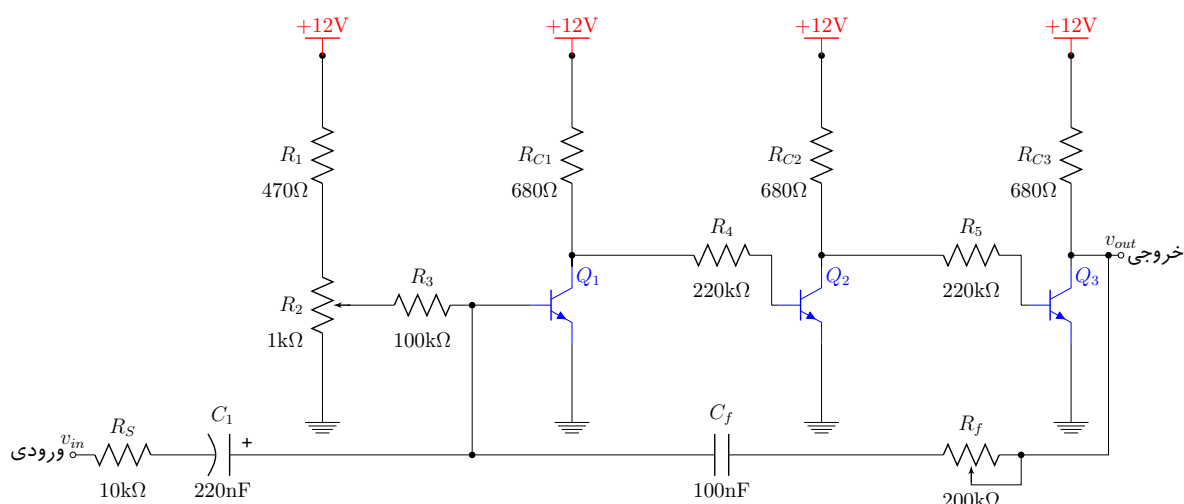 +12V
+12V
+12V
+12V
R1
470Ω
RC1
680Ω
RC2
680Ω
RC3
680Ω
R2
1kΩ
R3
100kΩ
Q1
R4
220kΩ
Q2
R5
220kΩ
Q3
vout
خروجی
ورودی
vin
RS
10kΩ
C1
+
220nF
Cf
100nF
Rf
200kΩ